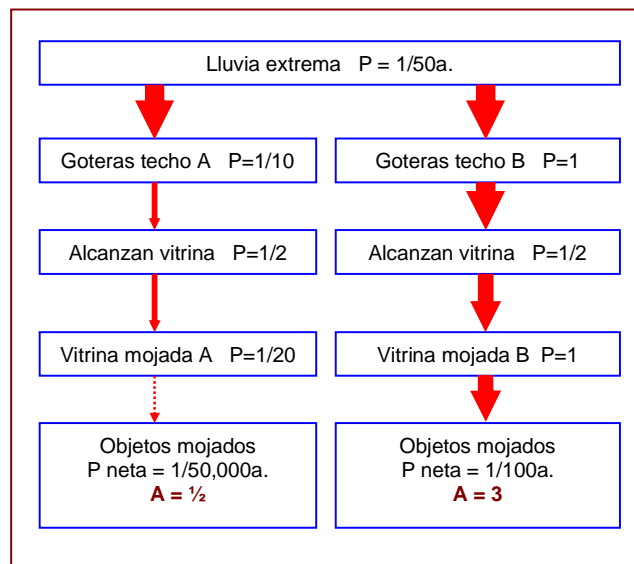 Lluvia extrema P = 1/50a.
Goteras techo A P=1/10
Goteras techo B P=1
Alcanzan vitrina P=1/2
Alcanzan vitrina P=1/2
Vitrina mojada A P=1/20
Vitrina mojada B P=1
Objetos mojados
P neta = 1/50,000a.
A = ½
Objetos mojados
P neta = 1/100a.
A = 3